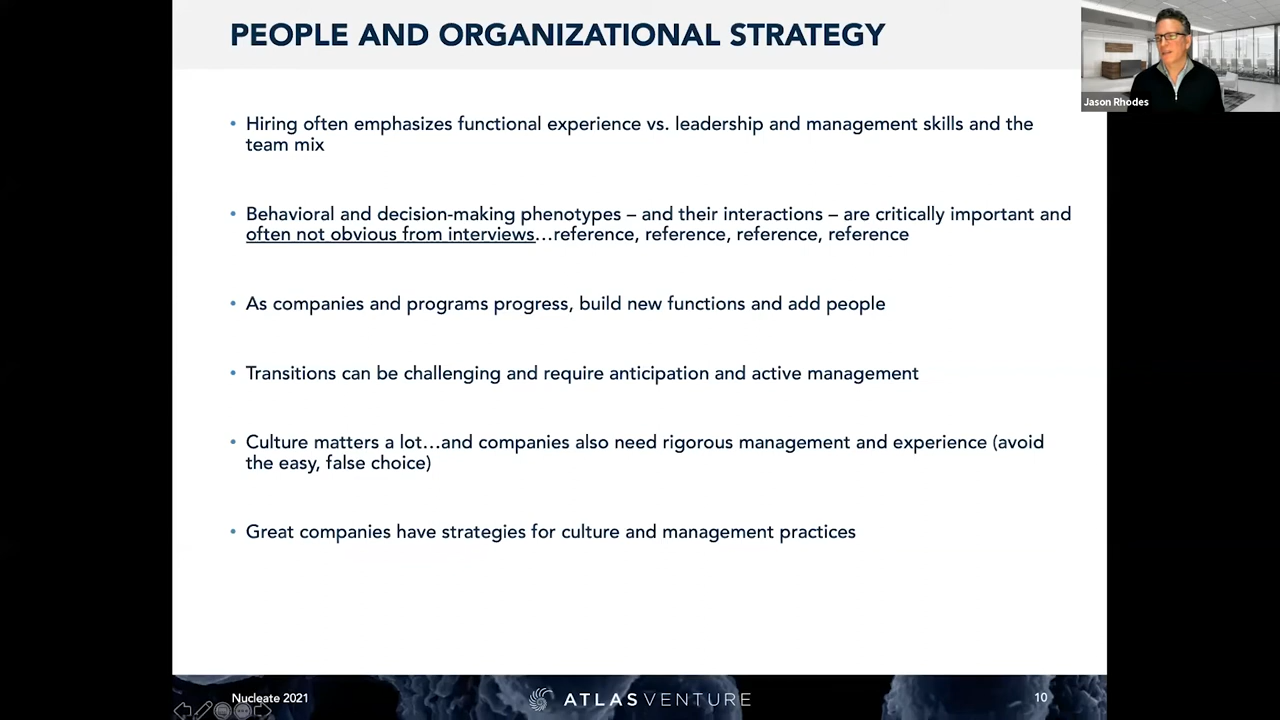 PEOPLE AND ORGANIZATIONAL STRATEGY
Jason Rhodes
• Hiring often emphasizes functional experience vs. leadership and management skills and the
team mix
• Behavioral and decision-making phenotypes – and their interactions – are critically important and
often not obvious from interviews…reference, reference, reference, reference
• As companies and programs progress, build new functions and add people
• Transitions can be challenging and require anticipation and active management
• Culture matters a lot…and companies also need rigorous management and experience (avoid
the easy, false choice)
• Great companies have strategies for culture and management practices
Nucleate 2021
ATLAS VENTURE
10